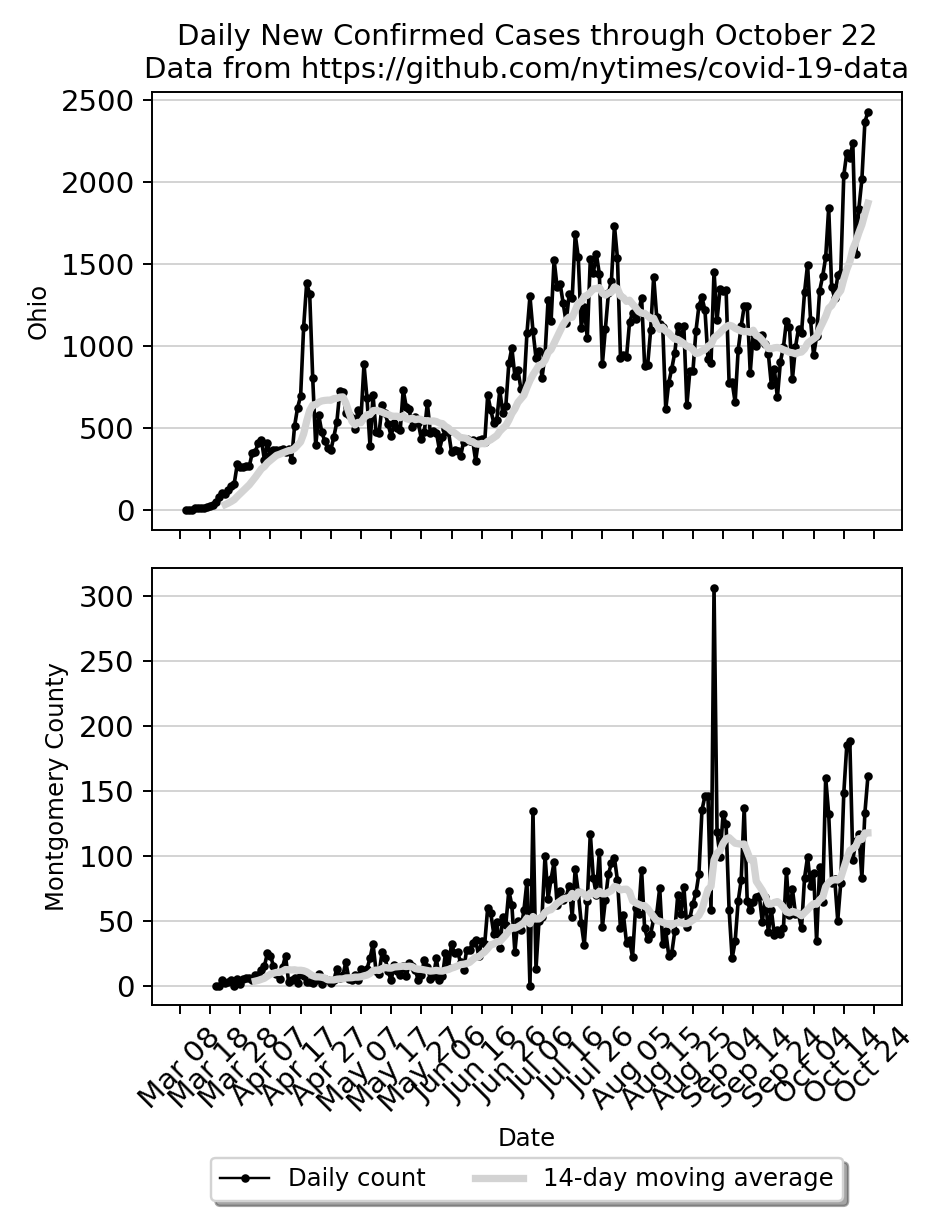 Daily New Confirmed Cases through October 22
Data from https://github.com/nytimes/covid-19-data
2500
2000
1500
1000
500
0
Ohio
300
250
200
150
100
50
0
Montgomery County
Mar 08
Mar 18
Mar 28
Apr 07
Apr 17
Apr 27
May 07
May 17
May 27
Jun 06
Jun 16
Jun 26
Jul 06
Jul 16
Jul 26
Aug 05
Aug 15
Aug 25
Sep 04
Sep 14
Sep 24
Oct 04
Oct 14
Oct 24
Date
Daily count 14-day moving average